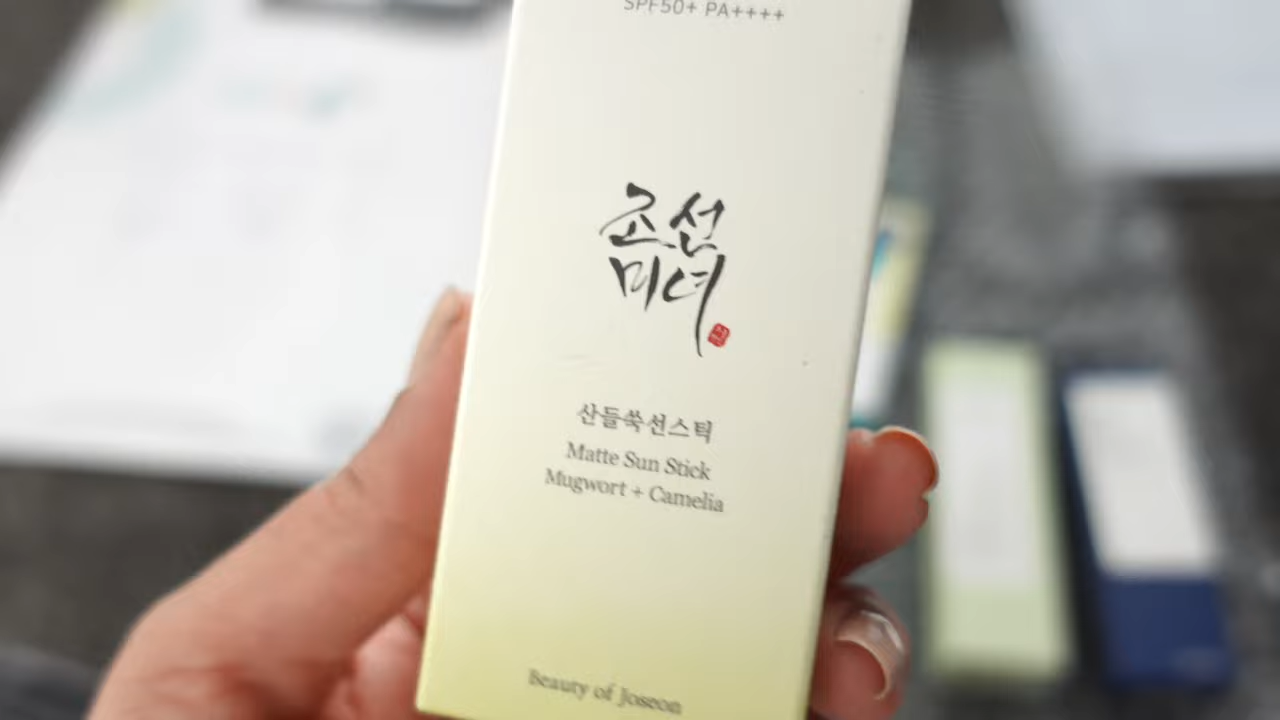 SPF50+ PA++++
조선
미녀
산들쑥선스틱
Matte Sun Stick
Mugwort + Camelia
Beauty of Joseon